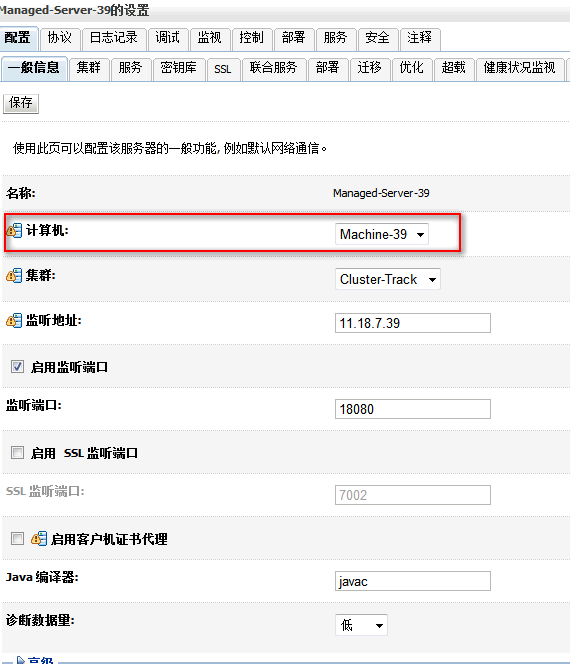 Managed-Server-39的设置
配置 协议 日志记录 调试 监视 控制 部署 服务 安全 注释
一般信息 集群 服务 密钥库 SSL 联合服务 部署 迁移 优化 超载 健康状况监视
保存
使用此页可以配置该服务器的一般功能, 例如默认网络通信。
名称: Managed-Server-39
计算机: Machine-39
集群: Cluster-Track
监听地址: 11.18.7.39
启用监听端口
监听端口: 18080
启用 SSL 监听端口
SSL 监听端口: 7002
启用客户机证书代理
Java 编译器: javac
诊断数据量: 低
高级